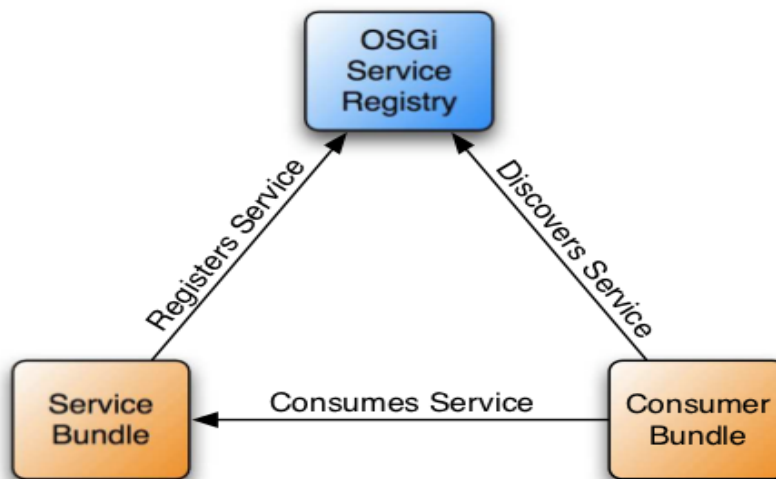 OSGi
Service
Registry
Registers Service
Discovers Service
Service
Bundle
Consumes Service
Consumer
Bundle